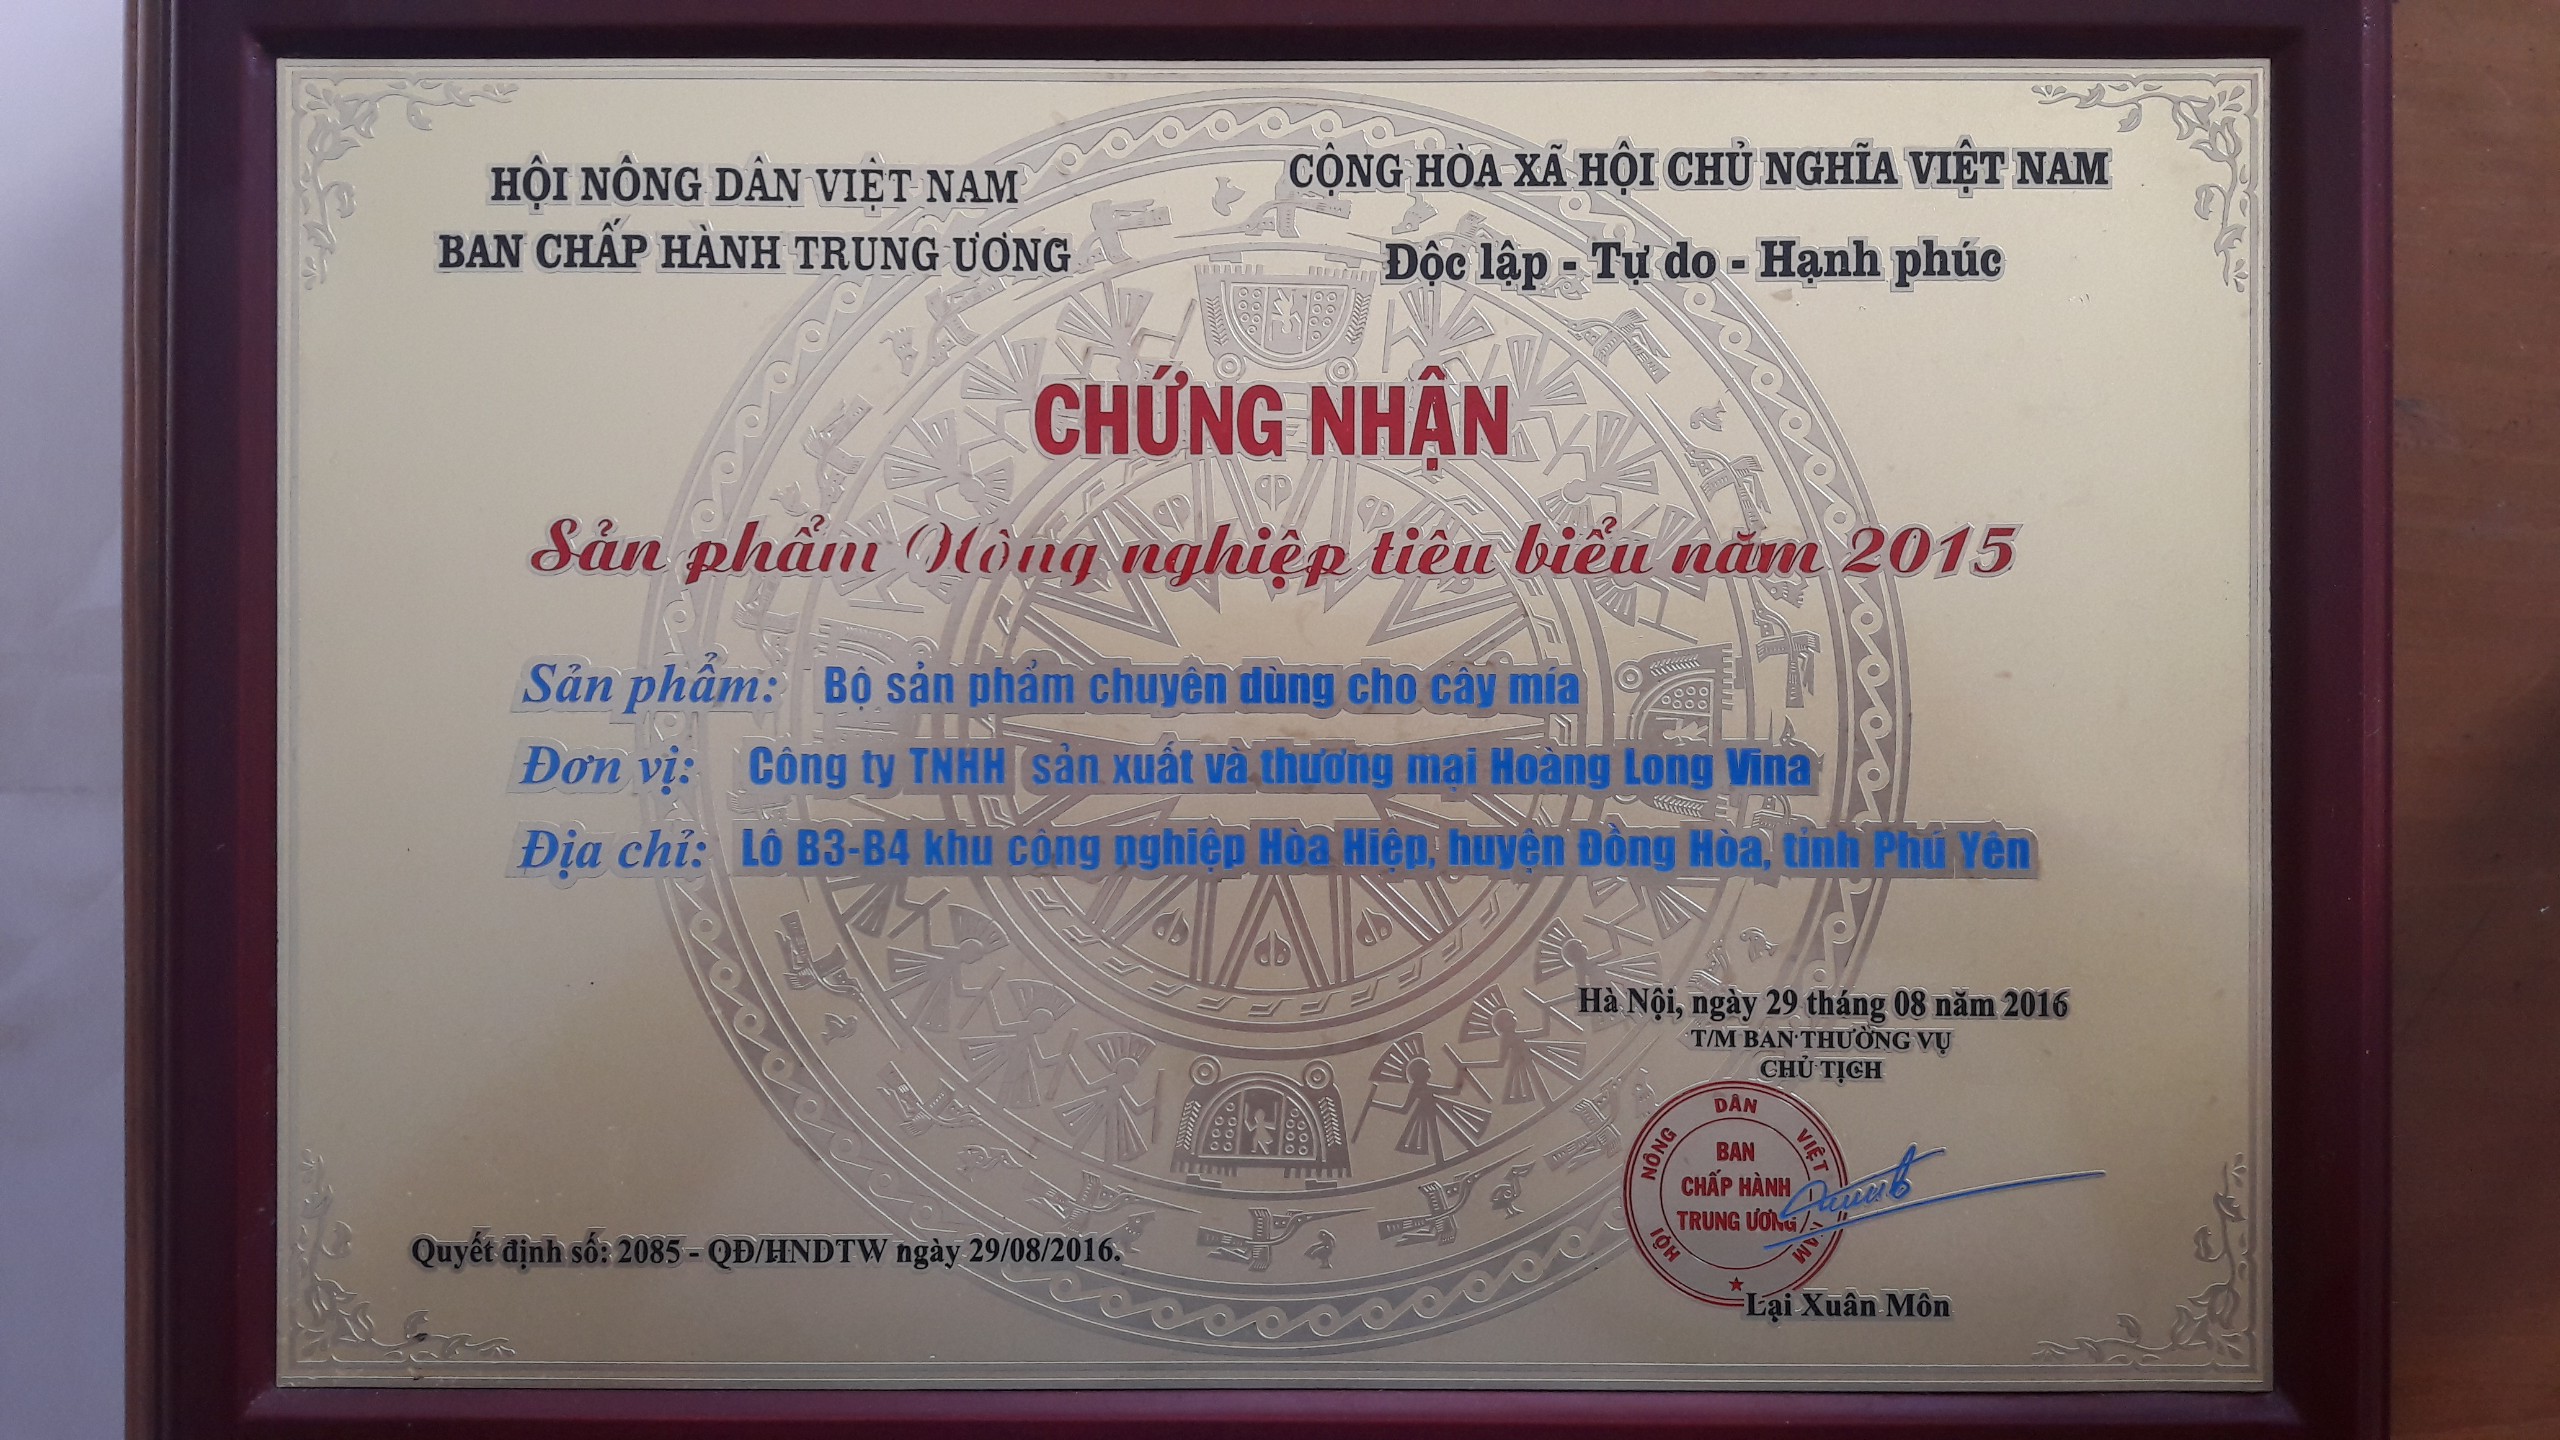 HỘI NÔNG DÂN VIỆT NAM
BAN CHẤP HÀNH TRUNG ƯƠNG
CỘNG HÒA XÃ HỘI CHỦ NGHĨA VIỆT NAM
Độc lập - Tự do - Hạnh phúc
CHỨNG NHẬN
Sản phẩm Nông nghiệp tiêu biểu năm 2015
Sản phẩm: Bộ sản phẩm chuyên dùng cho cây mía
Đơn vị: Công ty TNHH sản xuất và thương mại Hoàng Long Vina
Địa chỉ: Lô B3-B4 khu công nghiệp Hòa Hiệp, huyện Đồng Hòa, tỉnh Phú Yên
Hà Nội, ngày 29 tháng 08 năm 2016
T/M BAN THƯỜNG VỤ
CHỦ TỊCH
HỘI NÔNG DÂN VIỆT NAM
BAN
CHẤP HÀNH
TRUNG ƯƠNG
Quyết định số: 2085 - QĐ/HNDTW ngày 29/08/2016.
Lại Xuân Môn